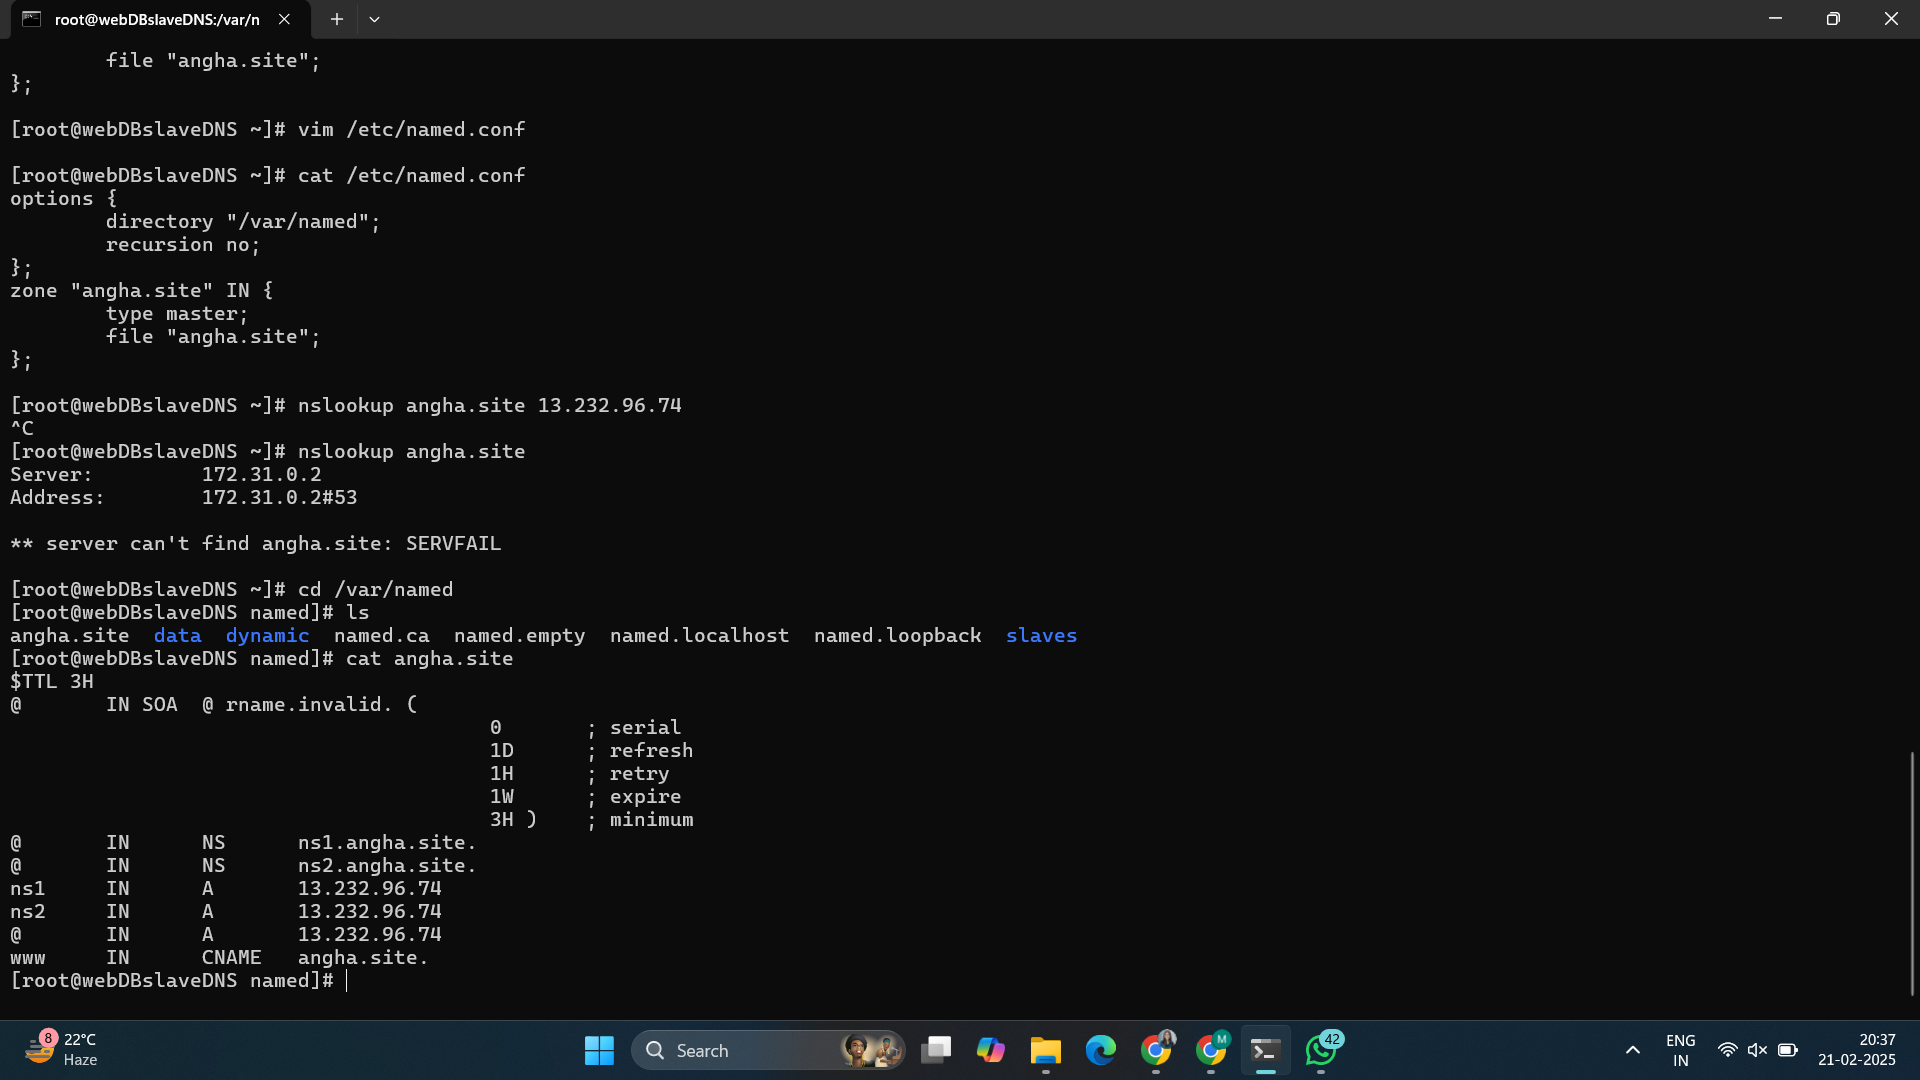 root@webDBslaveDNS:/var/n
        file "angha.site";
};
[root@webDBslaveDNS ~]# vim /etc/named.conf
[root@webDBslaveDNS ~]# cat /etc/named.conf
options {
        directory "/var/named";
        recursion no;
};
zone "angha.site" IN {
        type master;
        file "angha.site";
};
[root@webDBslaveDNS ~]# nslookup angha.site 13.232.96.74
^C
[root@webDBslaveDNS ~]# nslookup angha.site
Server:         172.31.0.2
Address:        172.31.0.2#53
** server can't find angha.site: SERVFAIL
[root@webDBslaveDNS ~]# cd /var/named
[root@webDBslaveDNS named]# ls
angha.site  data  dynamic  named.ca  named.empty  named.localhost  named.loopback  slaves
[root@webDBslaveDNS named]# cat angha.site
$TTL 3H
@       IN SOA  @ rname.invalid. (
                                        0       ; serial
                                        1D      ; refresh
                                        1H      ; retry
                                        1W      ; expire
                                        3H )    ; minimum
@       IN      NS      ns1.angha.site.
@       IN      NS      ns2.angha.site.
ns1     IN      A       13.232.96.74
ns2     IN      A       13.232.96.74
@       IN      A       13.232.96.74
www     IN      CNAME   angha.site.
[root@webDBslaveDNS named]#
8
22°C
Haze
Search
M
42
ENG
IN
20:37
21-02-2025